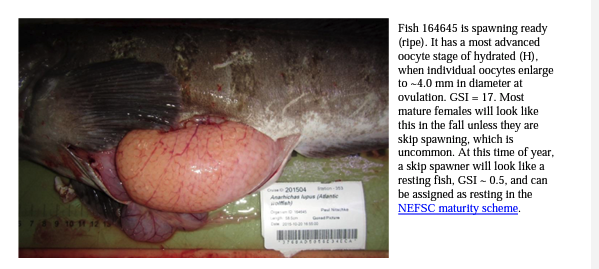 Fish 164645 is spawning ready
(ripe). It has a most advanced
oocyte stage of hydrated (H),
when individual oocytes enlarge
to ~4.0 mm in diameter at
ovulation. GSI = 17. Most
mature females will look like
this in the fall unless they are
skip spawning, which is
uncommon. At this time of year,
a skip spawner will look like a
resting fish, GSI ~ 0.5, and can
be assigned as resting in the
NEFSC maturity scheme.
201504
Anarhichas lupus (Atlantic
wolffish)
10 11 12